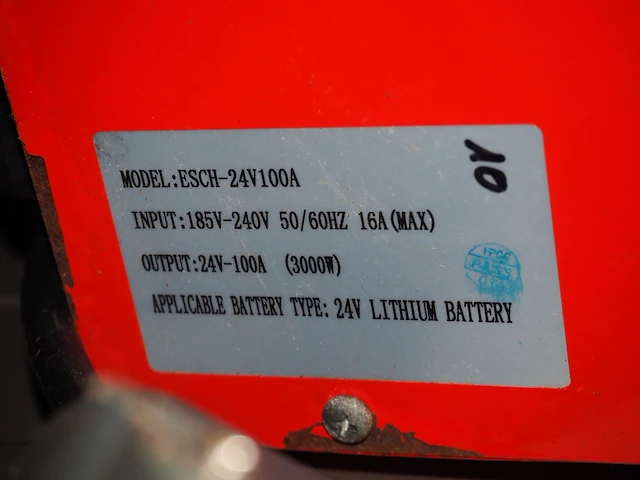 MODEL:ESCH-24V100A
INPUT:185V-240V 50/60HZ 16A(MAX)
OUTPUT:24V-100A (3000W)
APPLICABLE BATTERY TYPE: 24V LITHIUM BATTERY